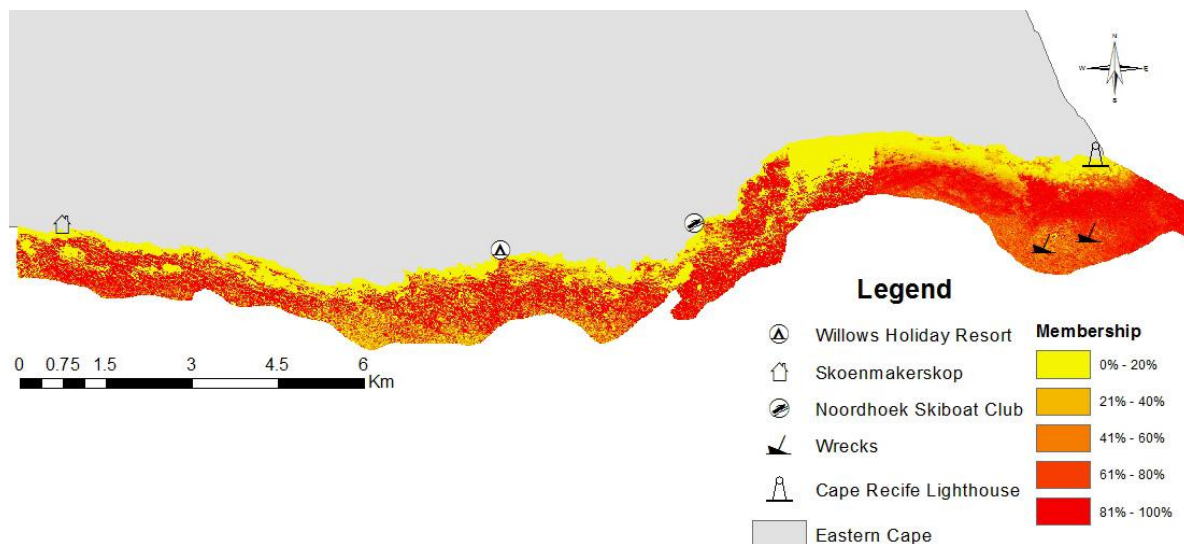 N
W E
S
0 0.75 1.5 3 4.5 6
Km
Legend
Willows Holiday Resort
Skoenmakerskop
Noordhoek Skiboat Club
Wrecks
Cape Recife Lighthouse
Eastern Cape
Membership
0% - 20%
21% - 40%
41% - 60%
61% - 80%
81% - 100%